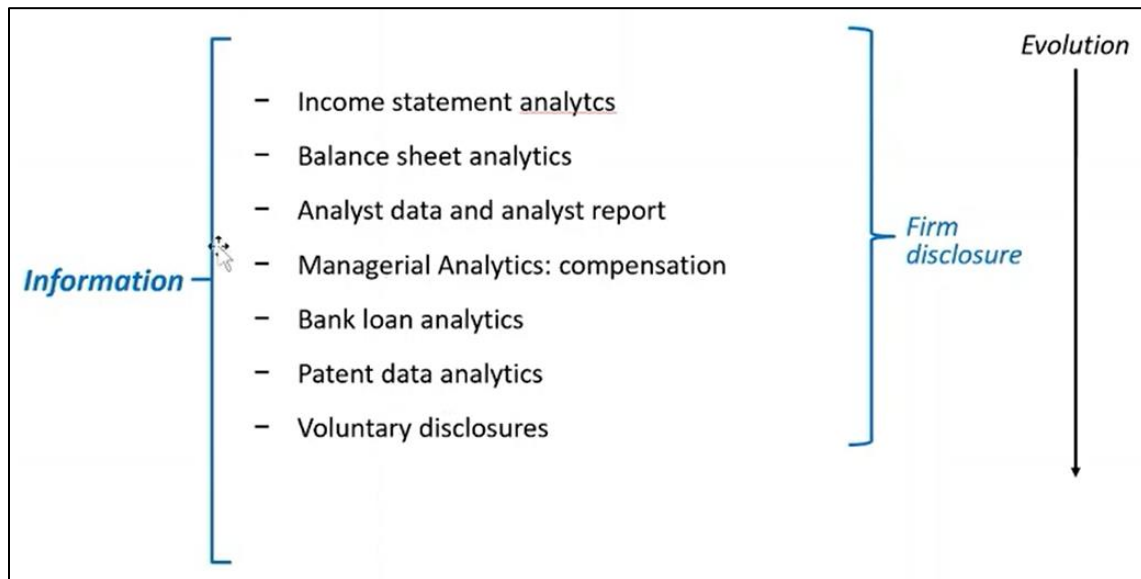 Evolution
– Income statement analytcs
– Balance sheet analytics
– Analyst data and analyst report
– Managerial Analytics: compensation
– Bank loan analytics
– Patent data analytics
– Voluntary disclosures
Information
Firm
disclosure